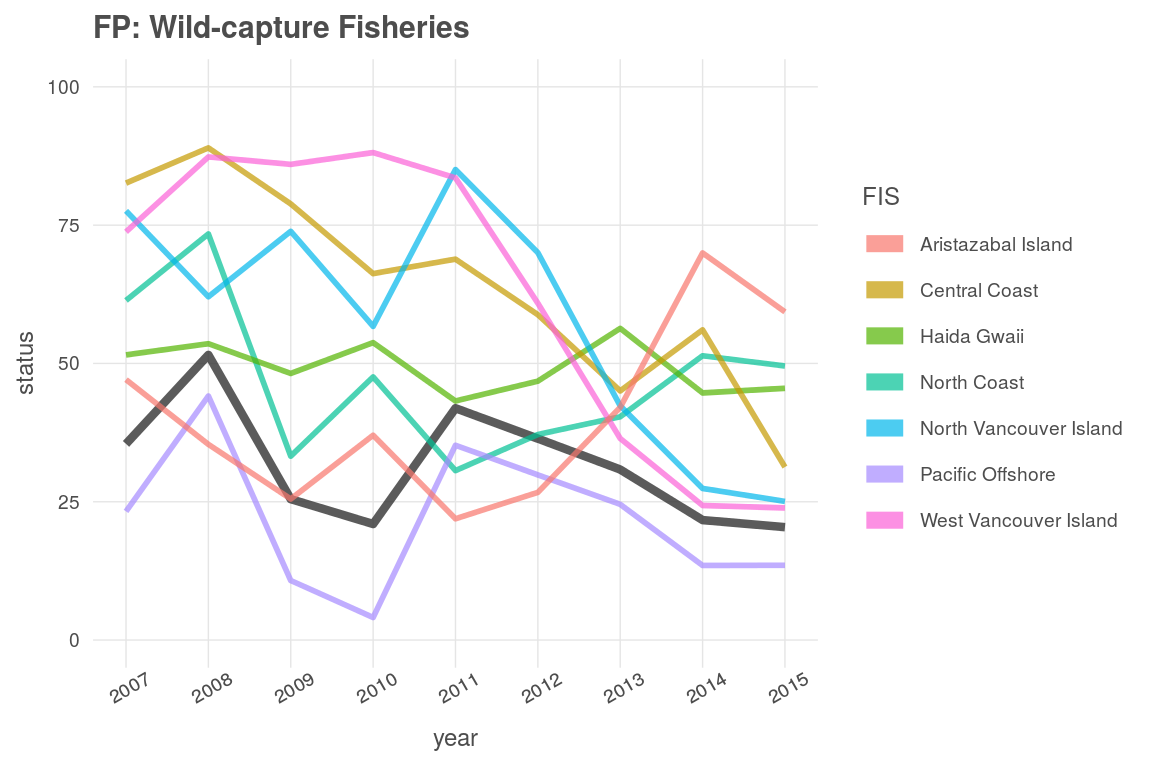 FP: Wild-capture Fisheries
100
75
50
25
0
status
2007 2008 2009 2010 2011 2012 2013 2014 2015
year
FIS
Aristazabal Island
Central Coast
Haida Gwaii
North Coast
North Vancouver Island
Pacific Offshore
West Vancouver Island